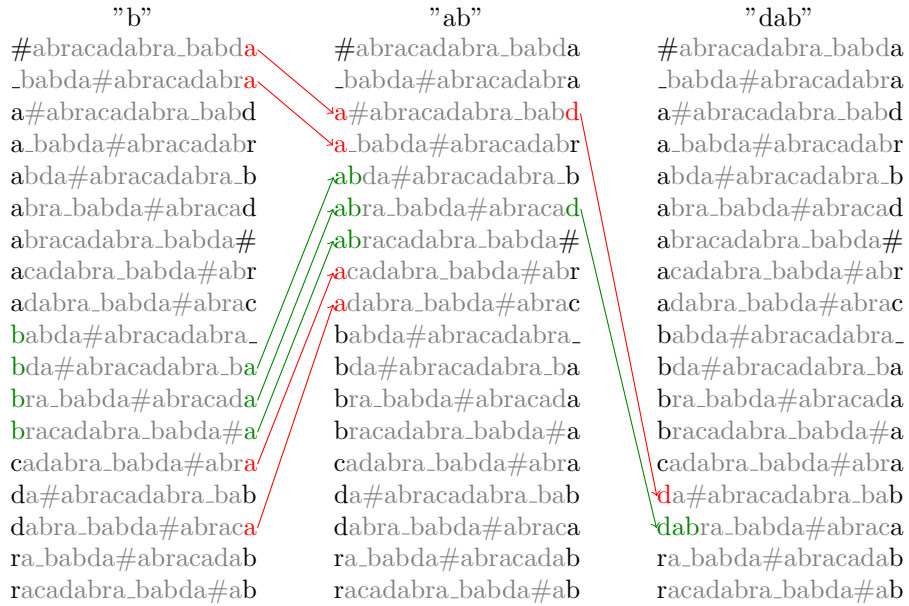 "b" "ab" "dab"
#abracadabra_babda #abracadabra_babda #abracadabra_babda
_babda#abracadabra _babda#abracadabra _babda#abracadabra
a#abracadabra_babd a#abracadabra_babd a#abracadabra_babd
a_babda#abracadabr a_babda#abracadabr a_babda#abracadabr
abda#abracadabra_b abda#abracadabra_b abda#abracadabra_b
abra_babda#abracad abra_babda#abracad abra_babda#abracad
abracadabra_babda# abracadabra_babda# abracadabra_babda#
acadabra_babda#abr acadabra_babda#abr acadabra_babda#abr
adabra_babda#abrac adabra_babda#abrac adabra_babda#abrac
babda#abracadabra_ babda#abracadabra_ babda#abracadabra_
bda#abracadabra_ba bda#abracadabra_ba bda#abracadabra_ba
bra_babda#abracada bra_babda#abracada bra_babda#abracada
bracadabra_babda#a bracadabra_babda#a bracadabra_babda#a
cadabra_babda#abra cadabra_babda#abra cadabra_babda#abra
da#abracadabra_bab da#abracadabra_bab da#abracadabra_bab
dabra_babda#abraca dabra_babda#abraca dabra_babda#abraca
ra_babda#abracadab ra_babda#abracadab ra_babda#abracadab
racadabra_babda#ab racadabra_babda#ab racadabra_babda#ab